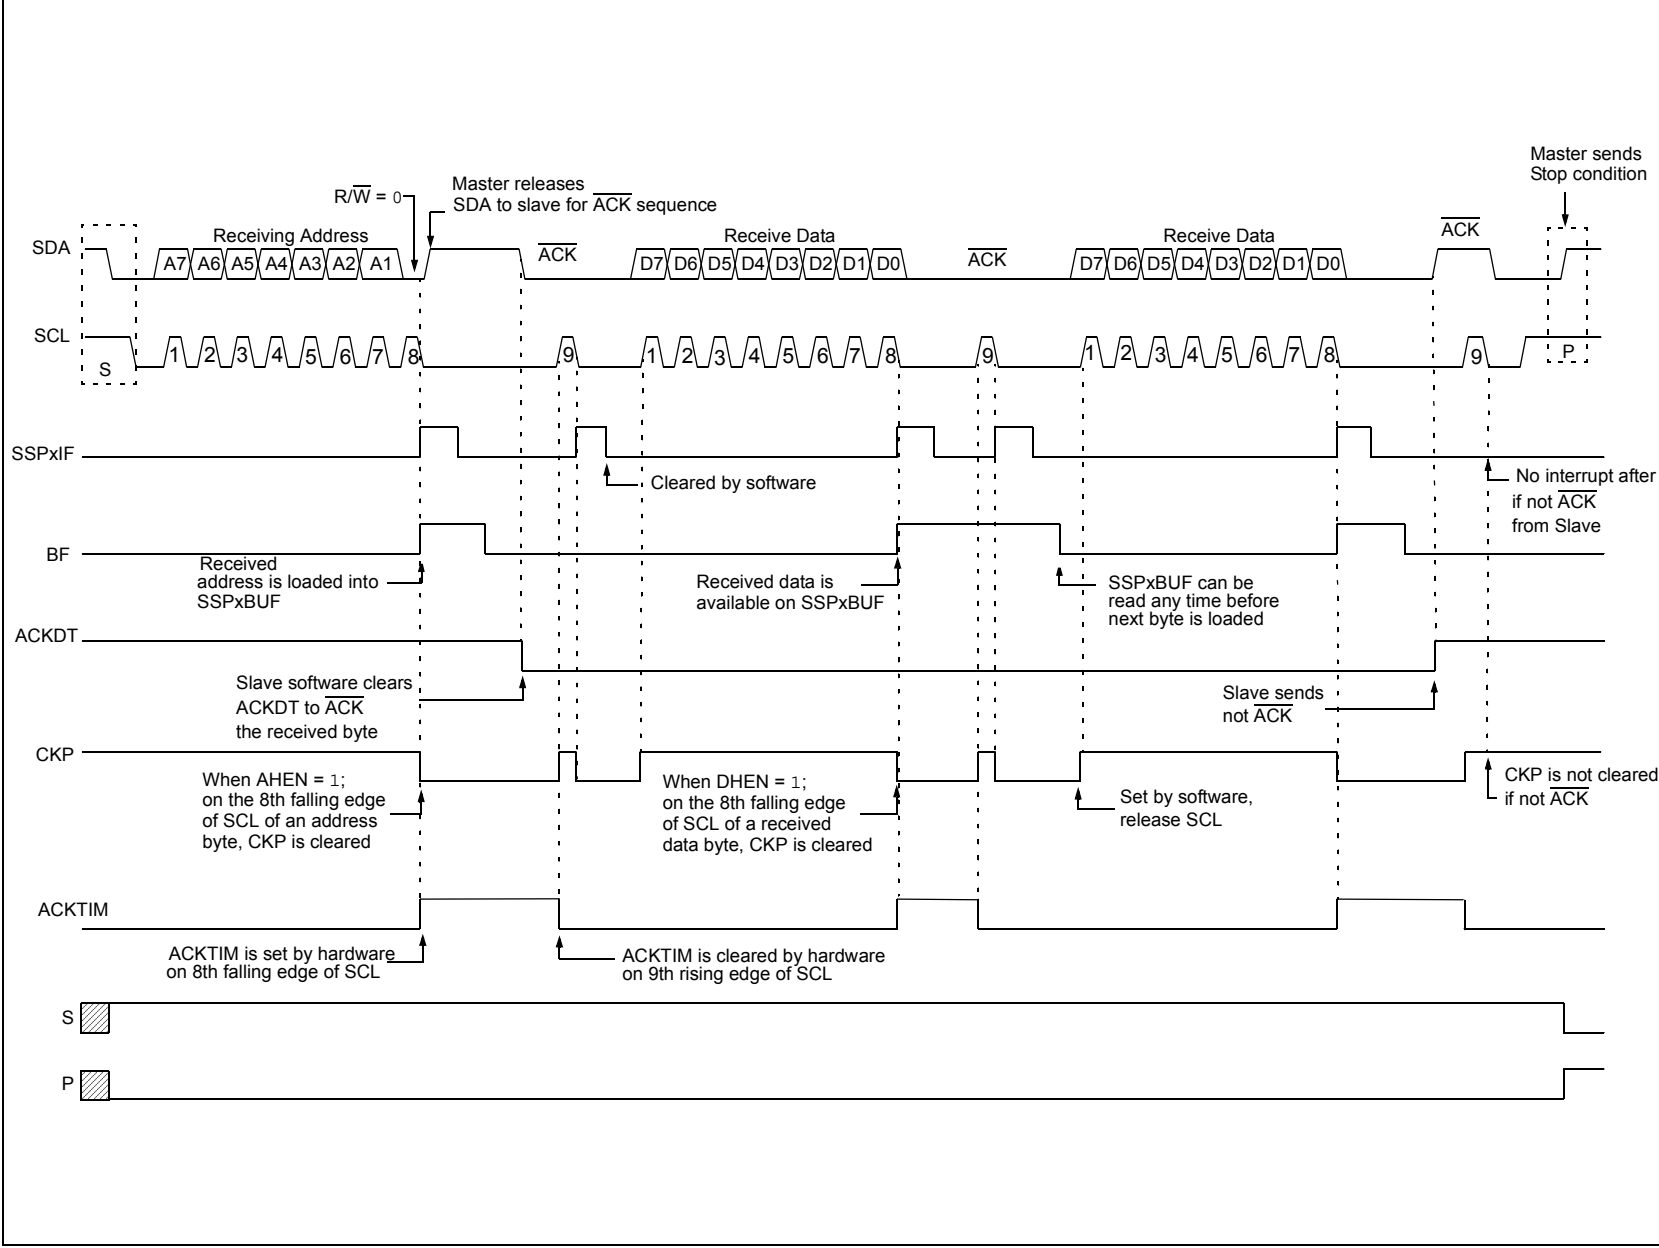 Master sends
Stop condition
R/W = 0
Master releases
SDA to slave for ACK sequence
SDA
Receiving Address
ACK
Receive Data
ACK
Receive Data
ACK
A7 A6 A5 A4 A3 A2 A1
D7 D6 D5 D4 D3 D2 D1 D0
D7 D6 D5 D4 D3 D2 D1 D0
SCL
S
1 2 3 4 5 6 7 8 9
1 2 3 4 5 6 7 8 9
1 2 3 4 5 6 7 8 9
P
SSPxIF
Cleared by software
No interrupt after
if not ACK
from Slave
BF
Received
address is loaded into
SSPxBUF
Received data is
available on SSPxBUF
SSPxBUF can be
read any time before
next byte is loaded
ACKDT
Slave software clears
ACKDT to ACK
the received byte
Slave sends
not ACK
CKP
When AHEN = 1;
on the 8th falling edge
of SCL of an address
byte, CKP is cleared
When DHEN = 1;
on the 8th falling edge
of SCL of a received
data byte, CKP is cleared
Set by software,
release SCL
CKP is not cleared
if not ACK
ACKTIM
ACKTIM is set by hardware
on 8th falling edge of SCL
ACKTIM is cleared by hardware
on 9th rising edge of SCL
S
P